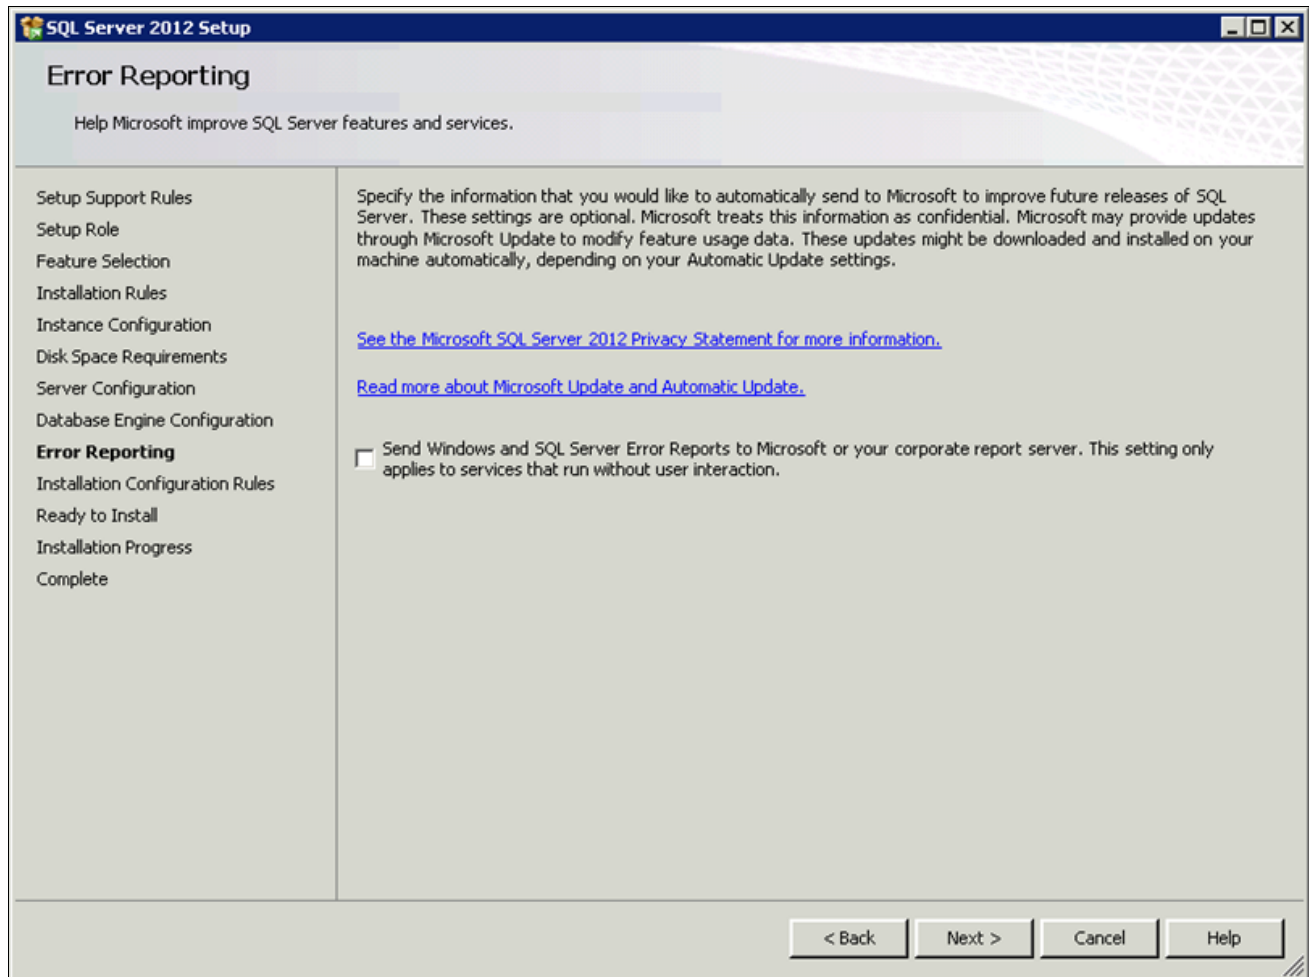 SQL Server 2012 Setup
Error Reporting
Help Microsoft improve SQL Server features and services.
Setup Support Rules
Setup Role
Feature Selection
Installation Rules
Instance Configuration
Disk Space Requirements
Server Configuration
Database Engine Configuration
Error Reporting
Installation Configuration Rules
Ready to Install
Installation Progress
Complete
Specify the information that you would like to automatically send to Microsoft to improve future releases of SQL
Server. These settings are optional. Microsoft treats this information as confidential. Microsoft may provide updates
through Microsoft Update to modify feature usage data. These updates might be downloaded and installed on your
machine automatically, depending on your Automatic Update settings.
See the Microsoft SQL Server 2012 Privacy Statement for more information.
Read more about Microsoft Update and Automatic Update.
Send Windows and SQL Server Error Reports to Microsoft or your corporate report server. This setting only
applies to services that run without user interaction.
< Back
Next >
Cancel
Help